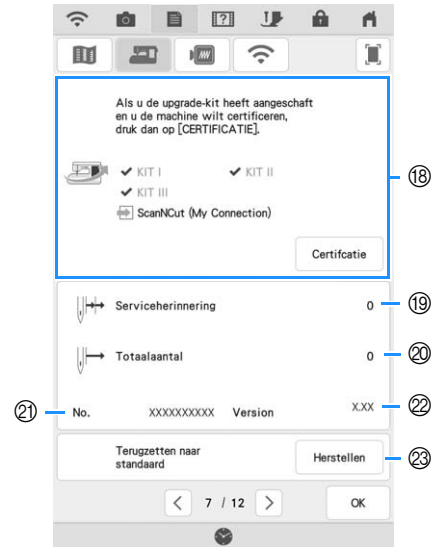 Als u de upgrade-kit heeft aangeschaft
en u de machine wilt certificeren,
druk dan op [CERTIFICATIE].
KIT I KIT II
KIT III
ScanNCut (My Connection)
⑱
Certifcatie
Serviceherinnering 0 ⑲
Totaalaantal 0 ⑳
㉑ No. XXXXXXXXXX Version X.XX ㉒
Terugzetten naar
standaard
Herstellen ㉓
< 7 / 12 > OK